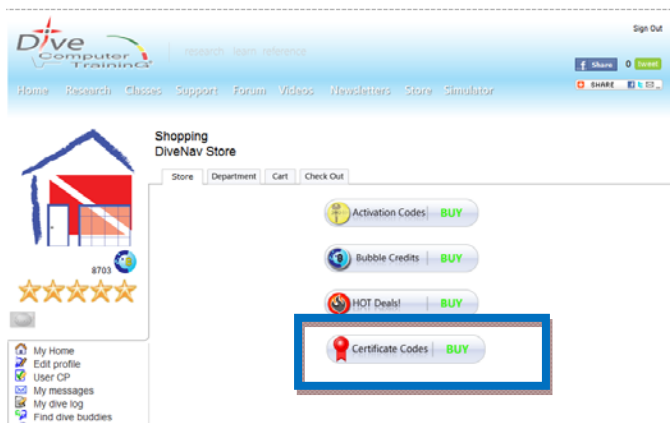 Sign Out
Dive
Computer
TraininG
research learn reference
f Share 0 tweet
SHARE
Home Research Classes Support Forum Videos Newsletters Store Simulator
Shopping
DiveNav Store
Store Department Cart Check Out
Activation Codes BUY
Bubble Credits BUY
8703
HOT Deals! BUY
Certificate Codes BUY
My Home
Edit profile
User CP
My messages
My dive log
Find dive buddies